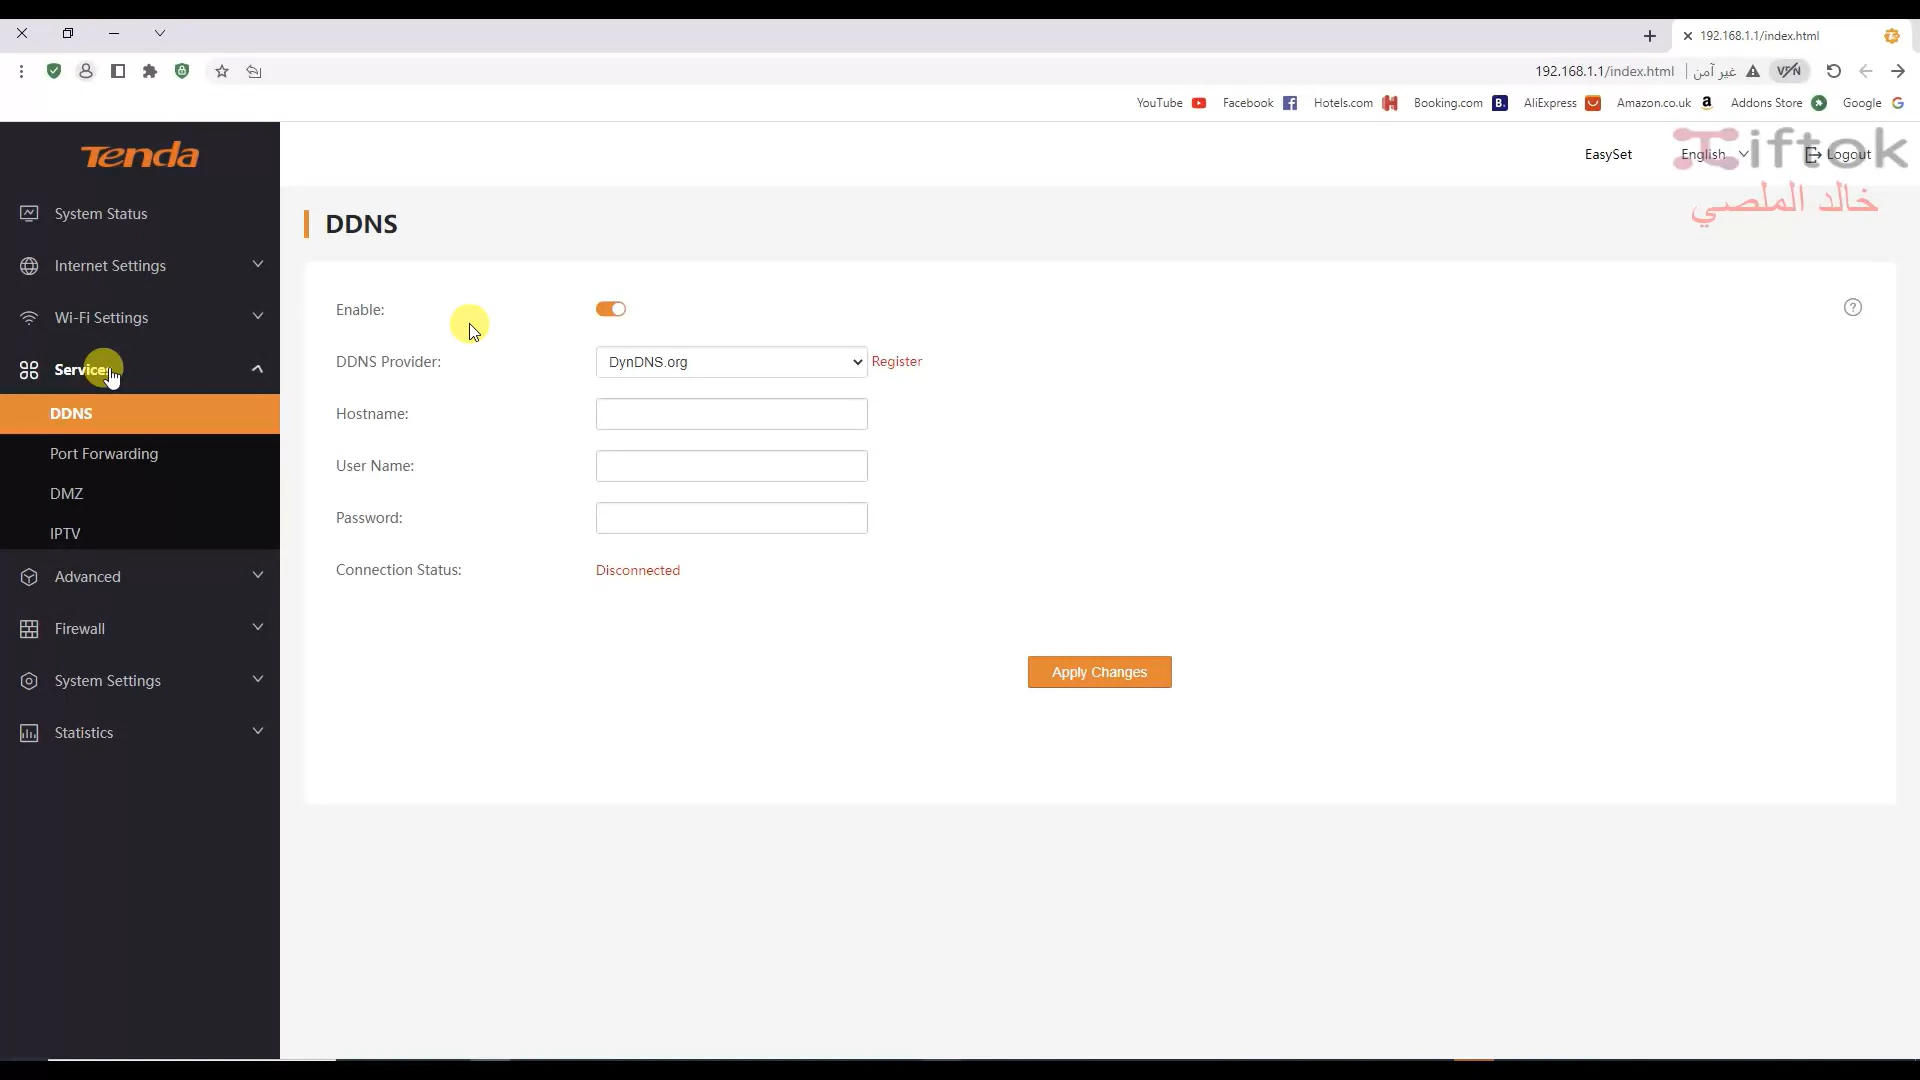 192.168.1.1/index.html
192.168.1.1/index.html
غير آمن
VPN
YouTube
Facebook
Hotels.com
Booking.com
AliExpress
Amazon.co.uk
Addons Store
Google
Tenda
EasySet
English
Logout
iftok
خالد الملصي
System Status
Internet Settings
Wi-Fi Settings
Services
DDNS
Port Forwarding
DMZ
IPTV
Advanced
Firewall
System Settings
Statistics
DDNS
Enable:
DDNS Provider:
DynDNS.org
Register
Hostname:
User Name:
Password:
Connection Status:
Disconnected
Apply Changes